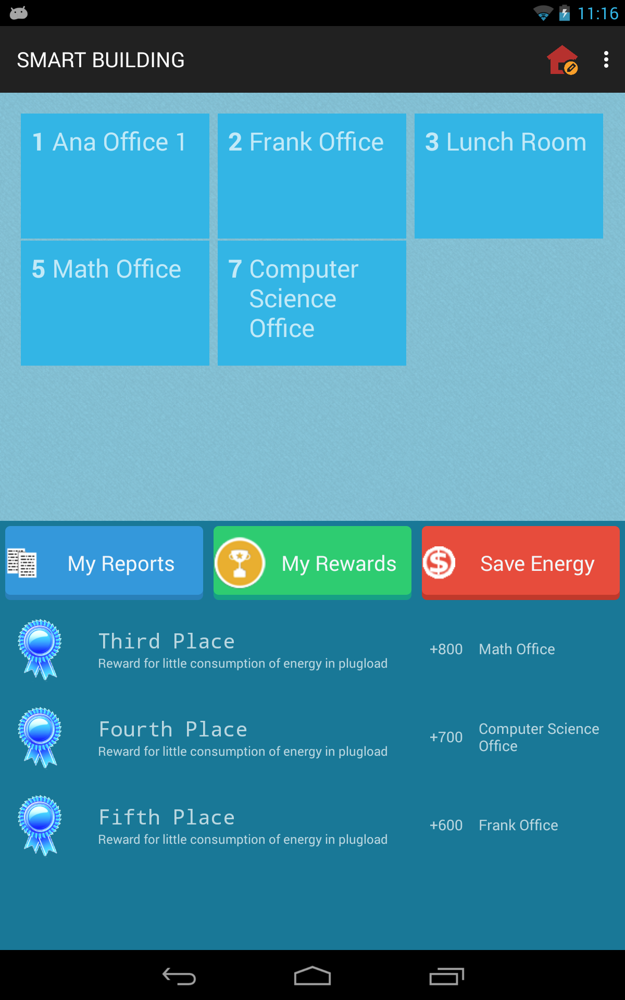 11:16
SMART BUILDING
1 Ana Office 1
2 Frank Office
3 Lunch Room
5 Math Office
7 Computer
Science
Office
My Reports
My Rewards
Save Energy
Third Place
Reward for little consumption of energy in plugload
+800
Math Office
Fourth Place
Reward for little consumption of energy in plugload
+700
Computer Science
Office
Fifth Place
Reward for little consumption of energy in plugload
+600
Frank Office